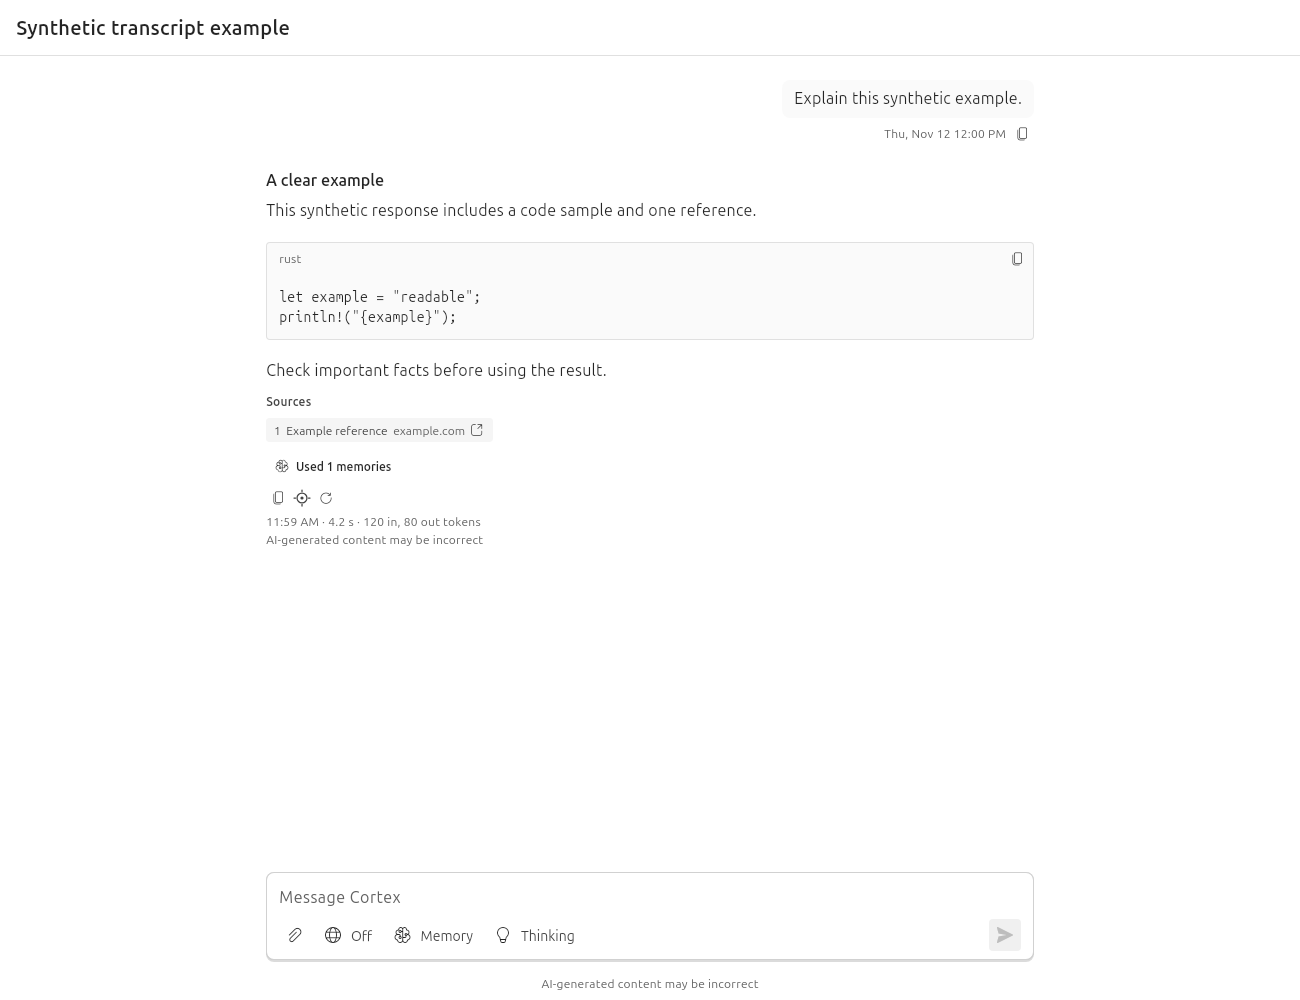 Synthetic transcript example
Explain this synthetic example.
Thu, Nov 12 12:00 PM
A clear example
This synthetic response includes a code sample and one reference.
rust
let example = "readable";
println!("{example}");
Check important facts before using the result.
Sources
1 Example reference example.com
Used 1 memories
11:59 AM · 4.2 s · 120 in, 80 out tokens
AI-generated content may be incorrect
Message Cortex
Off Memory Thinking
AI-generated content may be incorrect